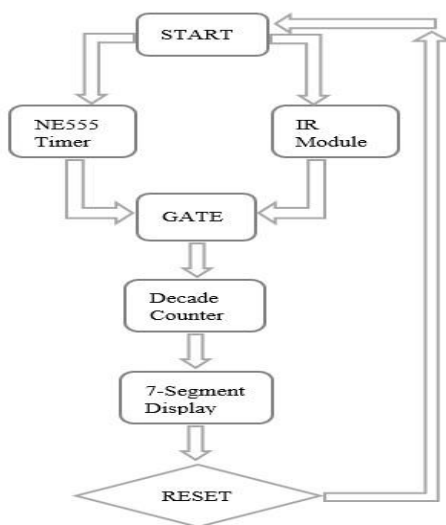 START
NE555
Timer
IR
Module
GATE
Decade
Counter
7-Segment
Display
RESET